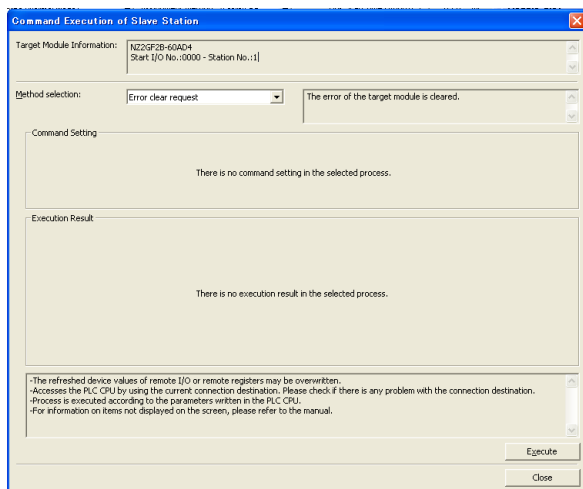 Command Execution of Slave Station
Target Module Information:
NZ2GF2B-60AD4
Start I/O No.:0000 - Station No.:1
Method selection:
Error clear request
The error of the target module is cleared.
Command Setting
There is no command setting in the selected process.
Execution Result
There is no execution result in the selected process.
-The refreshed device values of remote I/O or remote registers may be overwritten.
-Accesses the PLC CPU by using the current connection destination. Please check if there is any problem with the connection destination.
-Process is executed according to the parameters written in the PLC CPU.
-For information on items not displayed on the screen, please refer to the manual.
Execute
Close